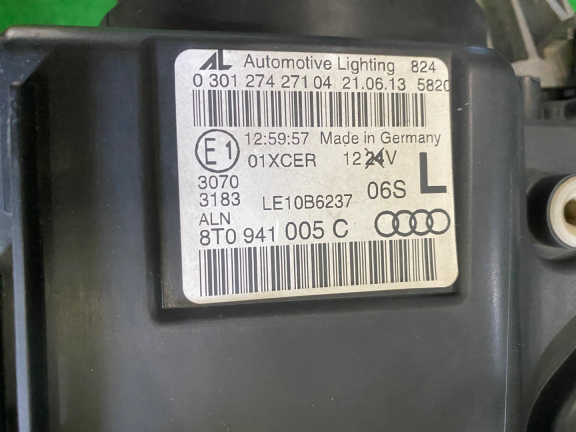 AL Automotive Lighting 824
0 301 274 271 04 21.06.13 5820
E1 12:59:57 Made in Germany
01XCER 12 24V
3070
3183 LE10B6237 06S L
ALN
8T0 941 005 C